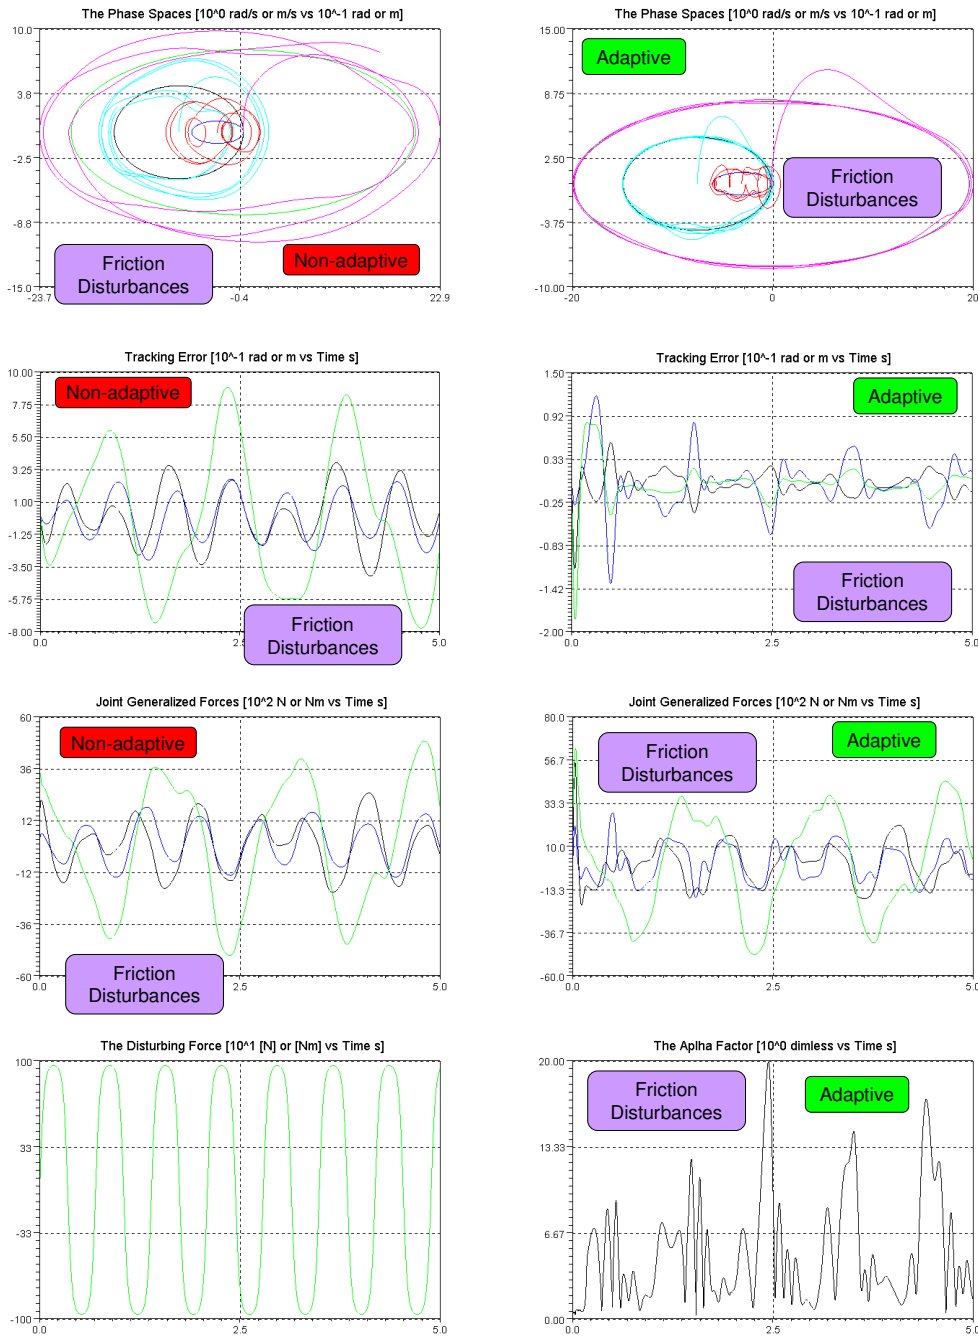 The Phase Spaces [10^0 rad/s or m/s vs 10^-1 rad or m]
10.0
3.8
-2.5
-8.8
-15.0
-23.7
-0.4
22.9
Friction
Disturbances
Non-adaptive
The Phase Spaces [10^0 rad/s or m/s vs 10^-1 rad or m]
15.00
8.75
2.50
-3.75
-10.00
-20
0
20
Adaptive
Friction
Disturbances
Tracking Error [10^-1 rad or m vs Time s]
10.00
7.75
5.50
3.25
1.00
-1.25
-3.50
-5.75
-8.00
0.0
2.5
5.0
Non-adaptive
Friction
Disturbances
Tracking Error [10^-1 rad or m vs Time s]
1.50
0.92
0.33
-0.25
-0.83
-1.42
-2.00
0.0
2.5
5.0
Adaptive
Friction
Disturbances
Joint Generalized Forces [10^2 N or Nm vs Time s]
60
36
12
-12
-36
-60
0.0
2.5
5.0
Non-adaptive
Friction
Disturbances
Joint Generalized Forces [10^2 N or Nm vs Time s]
80.0
56.7
33.3
10.0
-13.3
-36.7
-60.0
0.0
2.5
5.0
Friction
Disturbances
Adaptive
The Disturbing Force [10^1 [N] or [Nm] vs Time s]
100
33
-33
-100
0.0
2.5
5.0
The Aplha Factor [10^0 dimless vs Time s]
20.00
13.33
6.67
0.00
0.0
2.5
5.0
Friction
Disturbances
Adaptive